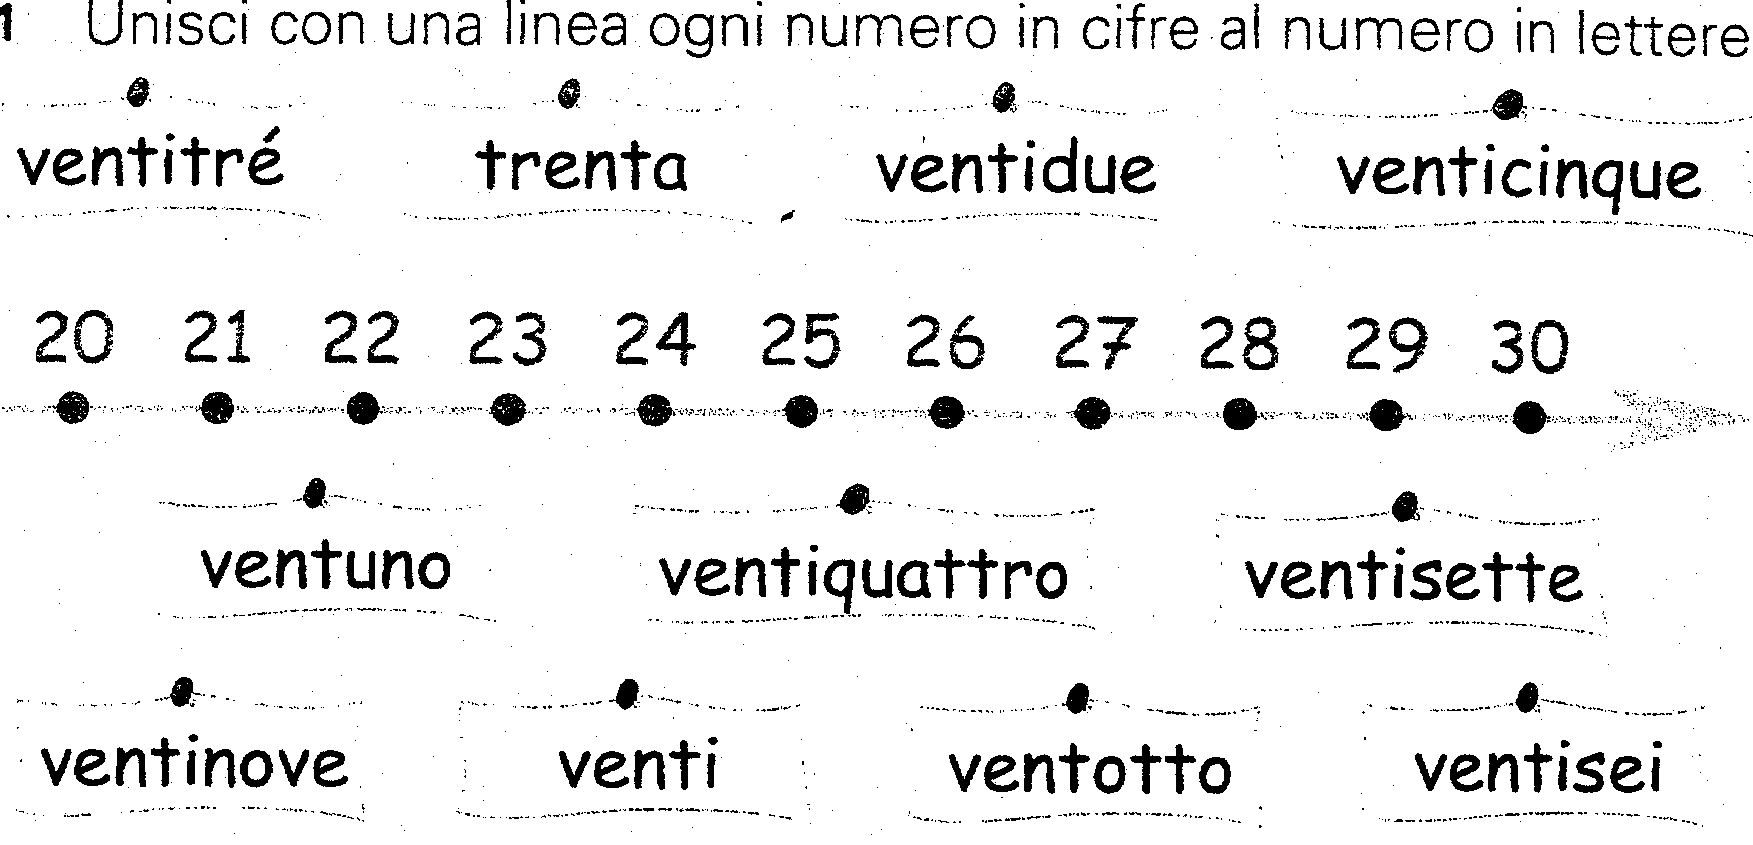 1 Unisci con una linea ogni numero in cifre al numero in lettere
ventitré trenta ventidue venticinque
20 21 22 23 24 25 26 27 28 29 30
ventuno ventiquattro ventisette
ventinove venti ventotto ventisei